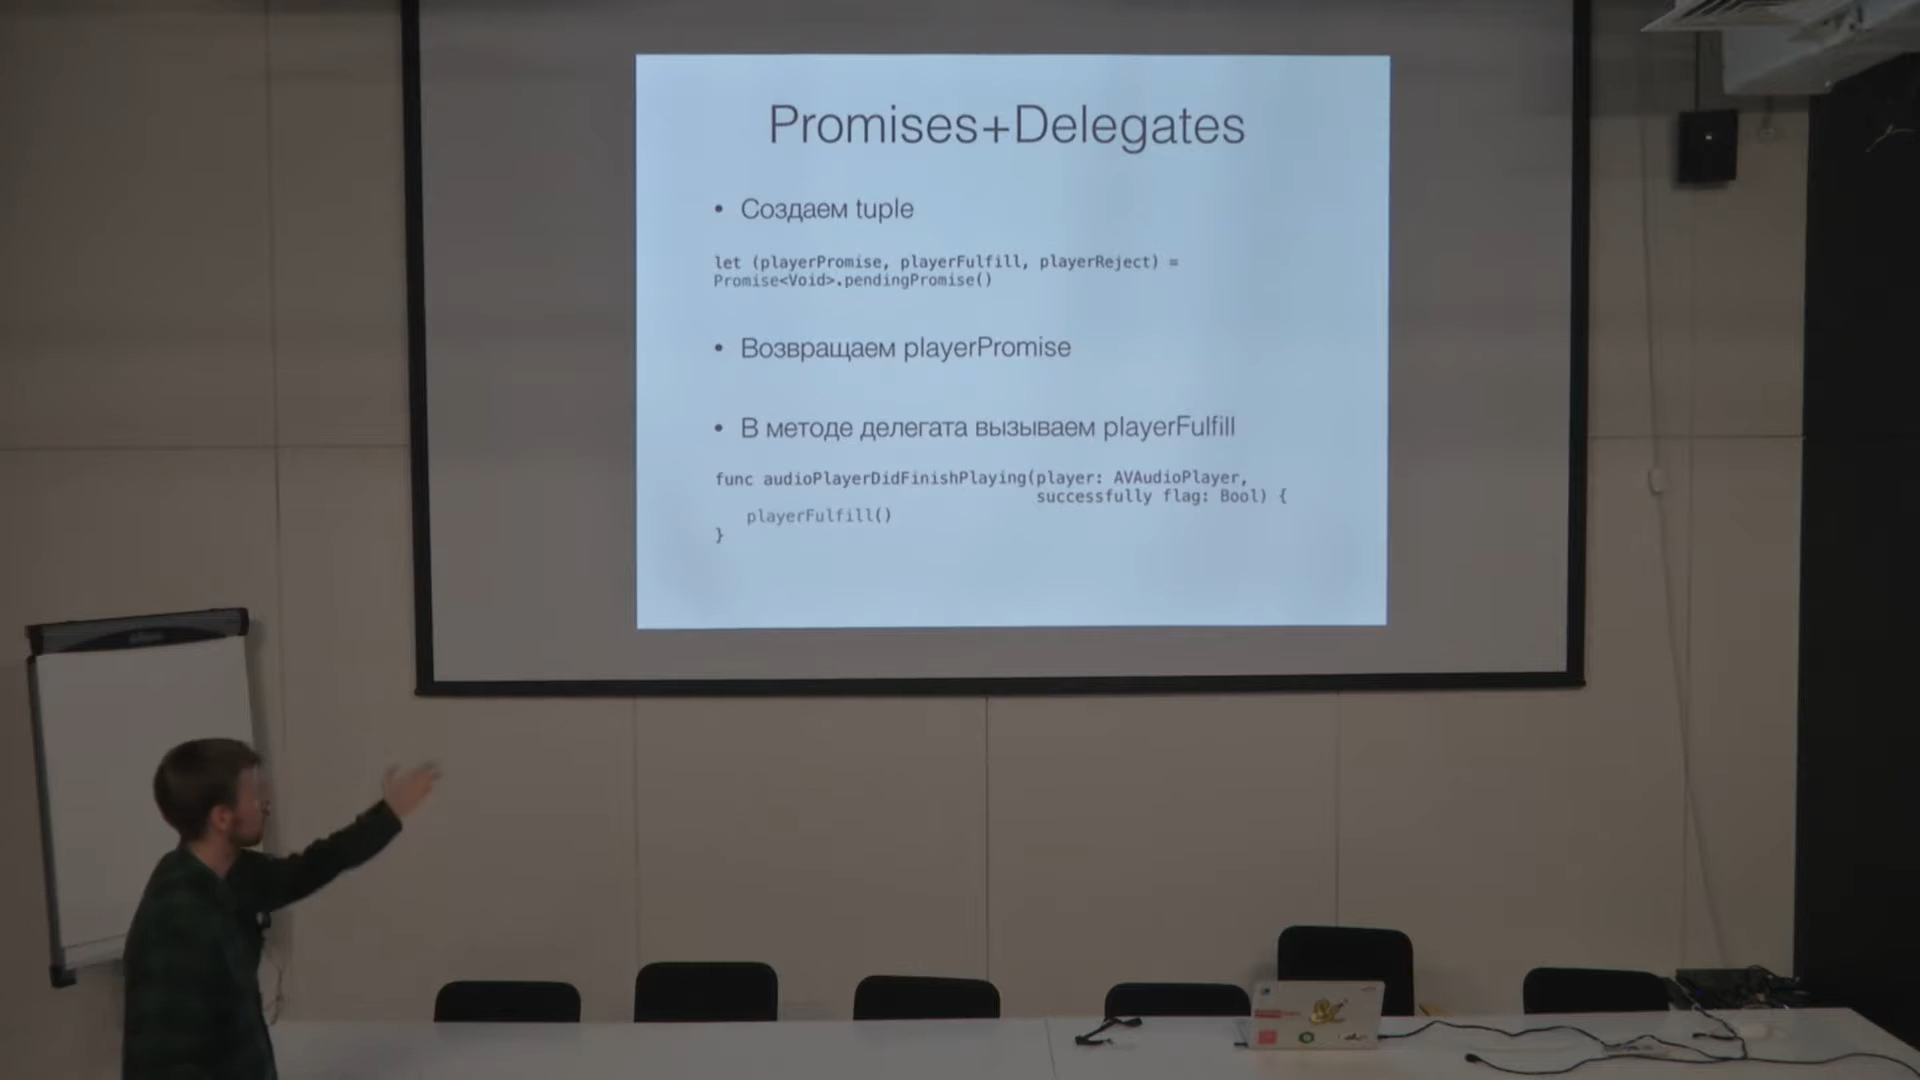 Promises+Delegates
• Создаем tuple
let (playerPromise, playerFulfill, playerReject) =
Promise<Void>.pendingPromise()
• Возвращаем playerPromise
• В методе делегата вызываем playerFulfill
func audioPlayerDidFinishPlaying(player: AVAudioPlayer,
successfully flag: Bool) {
playerFulfill()
}